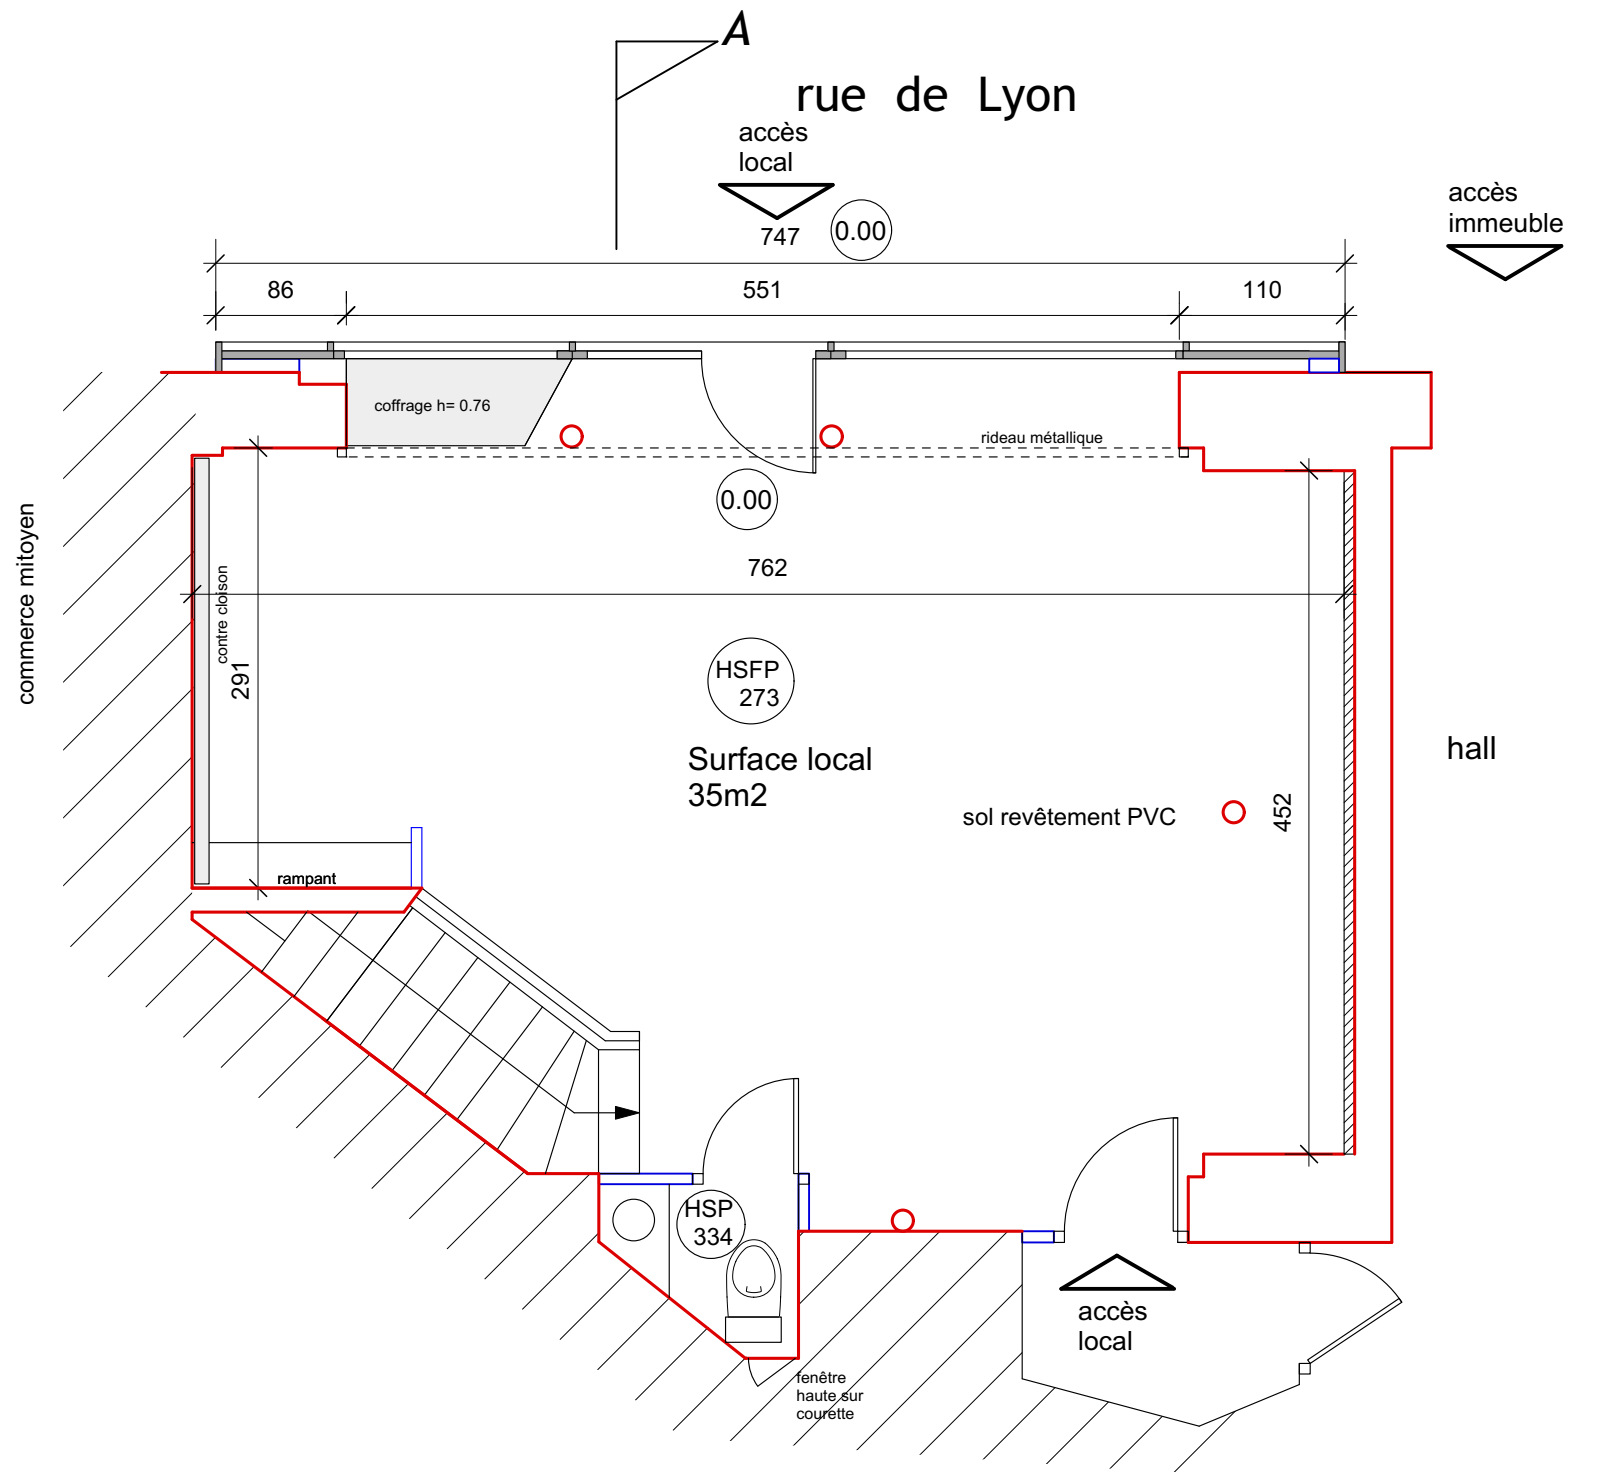 A
rue de Lyon
accès
local
accès
immeuble
747
0.00
86
551
110
coffrage h= 0.76
rideau métallique
0.00
762
commerce mitoyen
contre cloison
291
HSFP
273
Surface local
35m2
hall
sol revêtement PVC
452
rampant
HSP
334
accès
local
fenêtre
haute sur
courette